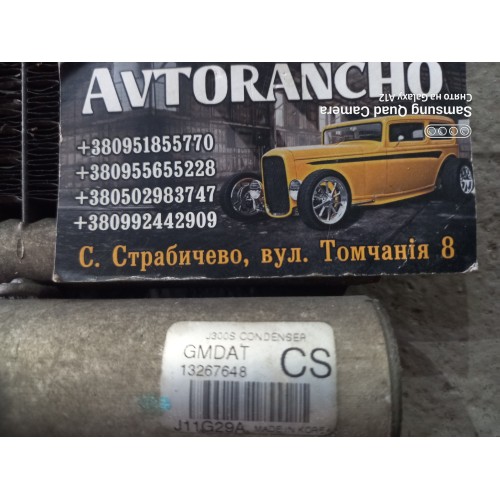 AVTORANCHO
+380951855770
+380955655228
+380502983747
+380992442909
С. Страбичево, вул. Томчанія 8
Samsung Quad Camera
Снято на Galaxy A12
J300S CONDENSER
GMDAT
CS
13267648
J11G29A
MADE IN KOREA